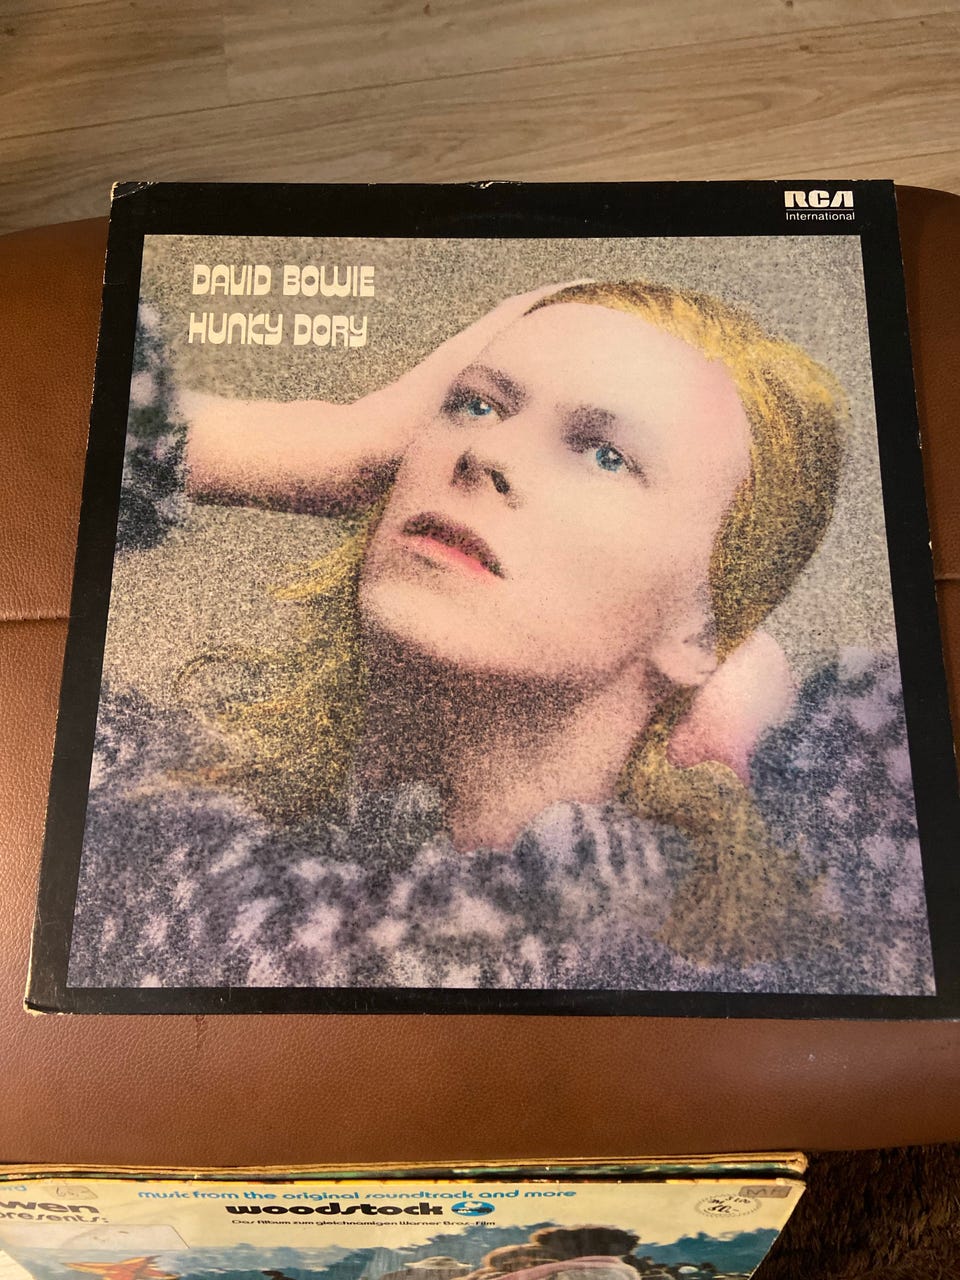 RCA
International
DAVID BOWIE
HUNKY DORY
music from the original soundtrack and more
woodstock
Das Album zum gleichnamigen Warner Bros.-Film
presents: